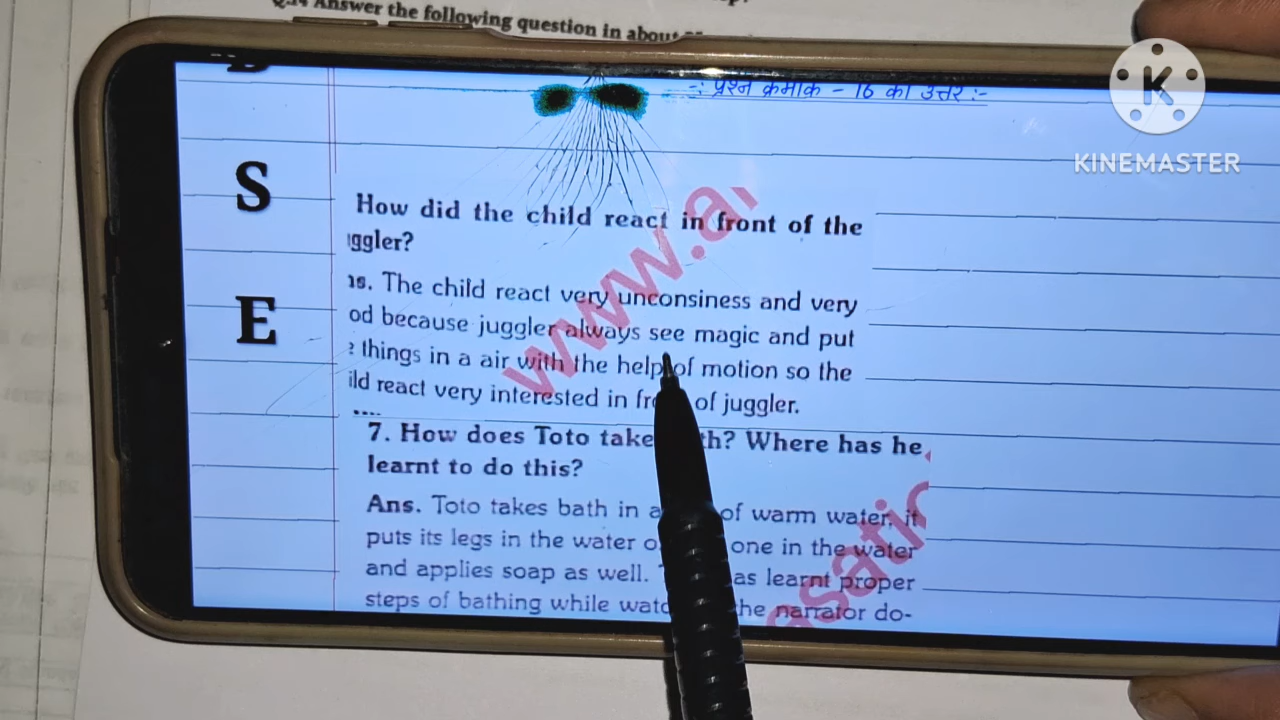 Answer the following question in about
-: प्रश्न क्रमांक - 16 का उत्तर :-
KINEMASTER
S
How did the child react in front of the
ggler?
E
ns. The child react very unconsiness and very
od because juggler always see magic and put
things in a air with the help of motion so the
ild react very interested in of juggler.
7. How does Toto take th? Where has he
learnt to do this?
Ans. Toto takes bath in a of warm water, it
puts its legs in the water one in the water
and applies soap as well. as learnt proper
steps of bathing while the narrator do-
www.a
asatio